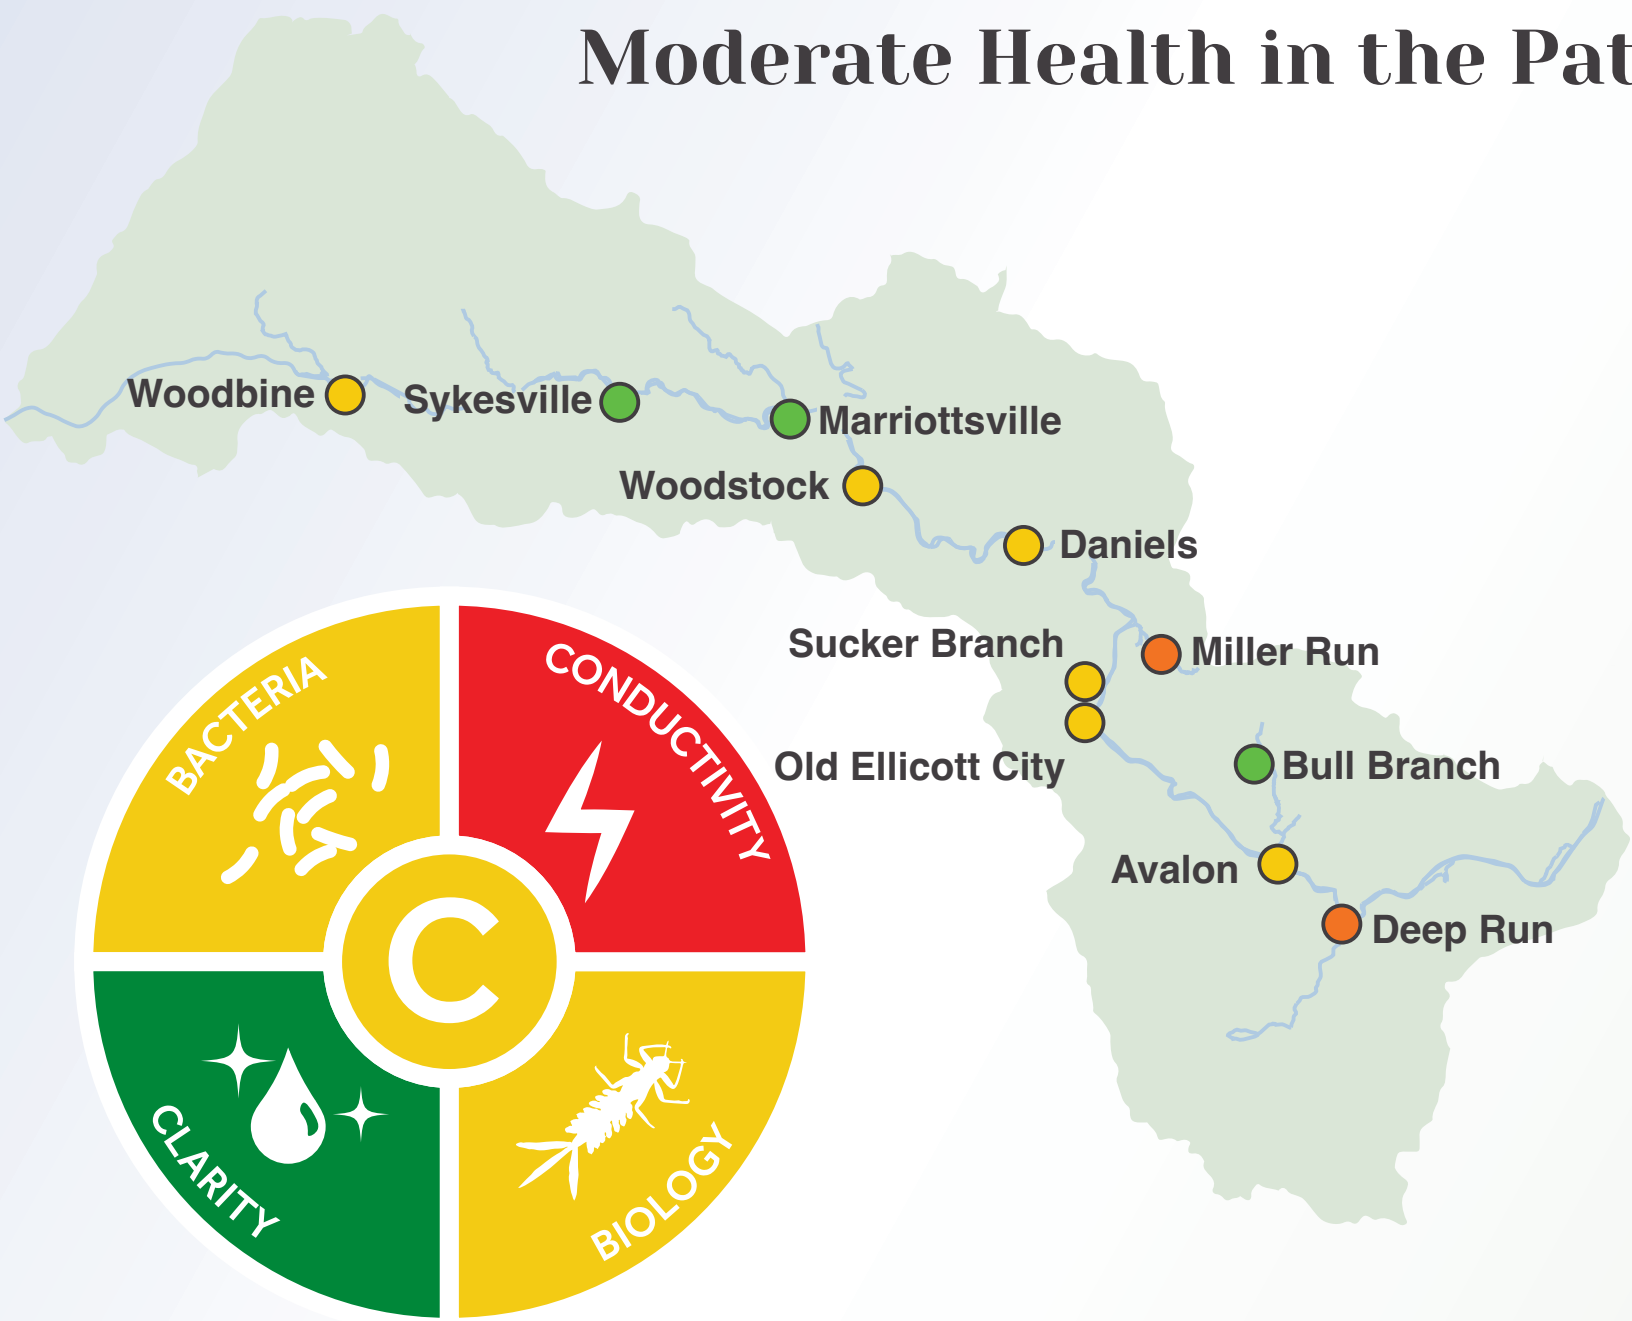 Moderate Health in the Pat
Woodbine
Sykesville
Marriottsville
Woodstock
Daniels
Sucker Branch
Miller Run
Old Ellicott City
Bull Branch
Avalon
Deep Run
BACTERIA
CONDUCTIVITY
C
CLARITY
BIOLOGY